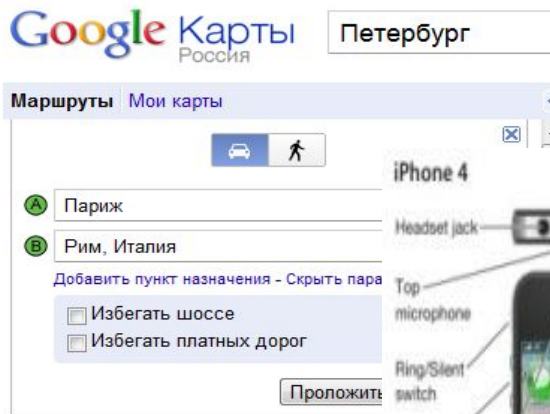 Google Карты
Россия
Петербург
Маршруты Мои карты
A Париж
B Рим, Италия
Добавить пункт назначения - Скрыть пара
Избегать шоссе
Избегать платных дорог
Проложить
iPhone 4
Headset jack
Top
microphone
Ring/Silent
switch